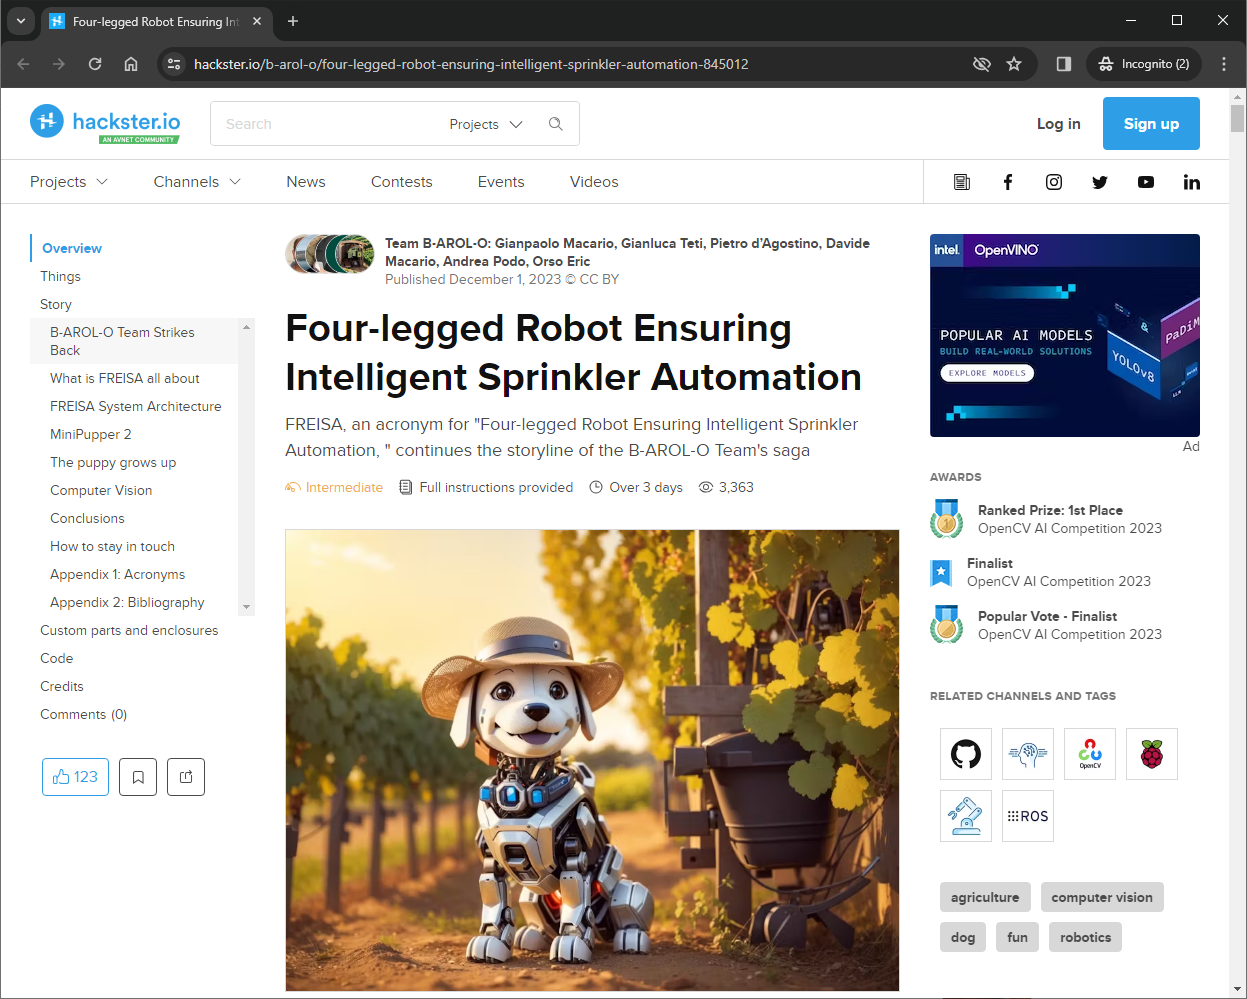 Four-legged Robot Ensuring Int
hackster.io/b-arol-o/four-legged-robot-ensuring-intelligent-sprinkler-automation-845012
Incognito (2)
hackster.io
AN AVNET COMMUNITY
Search
Projects
Log in
Sign up
Projects
Channels
News
Contests
Events
Videos
Overview
Things
Story
B-AROL-O Team Strikes
Back
What is FREISA all about
FREISA System Architecture
MiniPupper 2
The puppy grows up
Computer Vision
Conclusions
How to stay in touch
Appendix 1: Acronyms
Appendix 2: Bibliography
Custom parts and enclosures
Code
Credits
Comments (0)
123
Team B-AROL-O: Gianpaolo Macario, Gianluca Teti, Pietro d’Agostino, Davide
Macario, Andrea Podo, Orso Eric
Published December 1, 2023 © CC BY
Four-legged Robot Ensuring
Intelligent Sprinkler Automation
FREISA, an acronym for "Four-legged Robot Ensuring Intelligent Sprinkler
Automation, " continues the storyline of the B-AROL-O Team's saga
Intermediate
Full instructions provided
Over 3 days
3,363
intel.
OpenVINO
POPULAR AI MODELS
BUILD REAL-WORLD SOLUTIONS
EXPLORE MODELS
&
PaDiM
YOLOv8
Ad
AWARDS
Ranked Prize: 1st Place
OpenCV AI Competition 2023
Finalist
OpenCV AI Competition 2023
Popular Vote - Finalist
OpenCV AI Competition 2023
RELATED CHANNELS AND TAGS
OpenCV
ROS
agriculture
computer vision
dog
fun
robotics